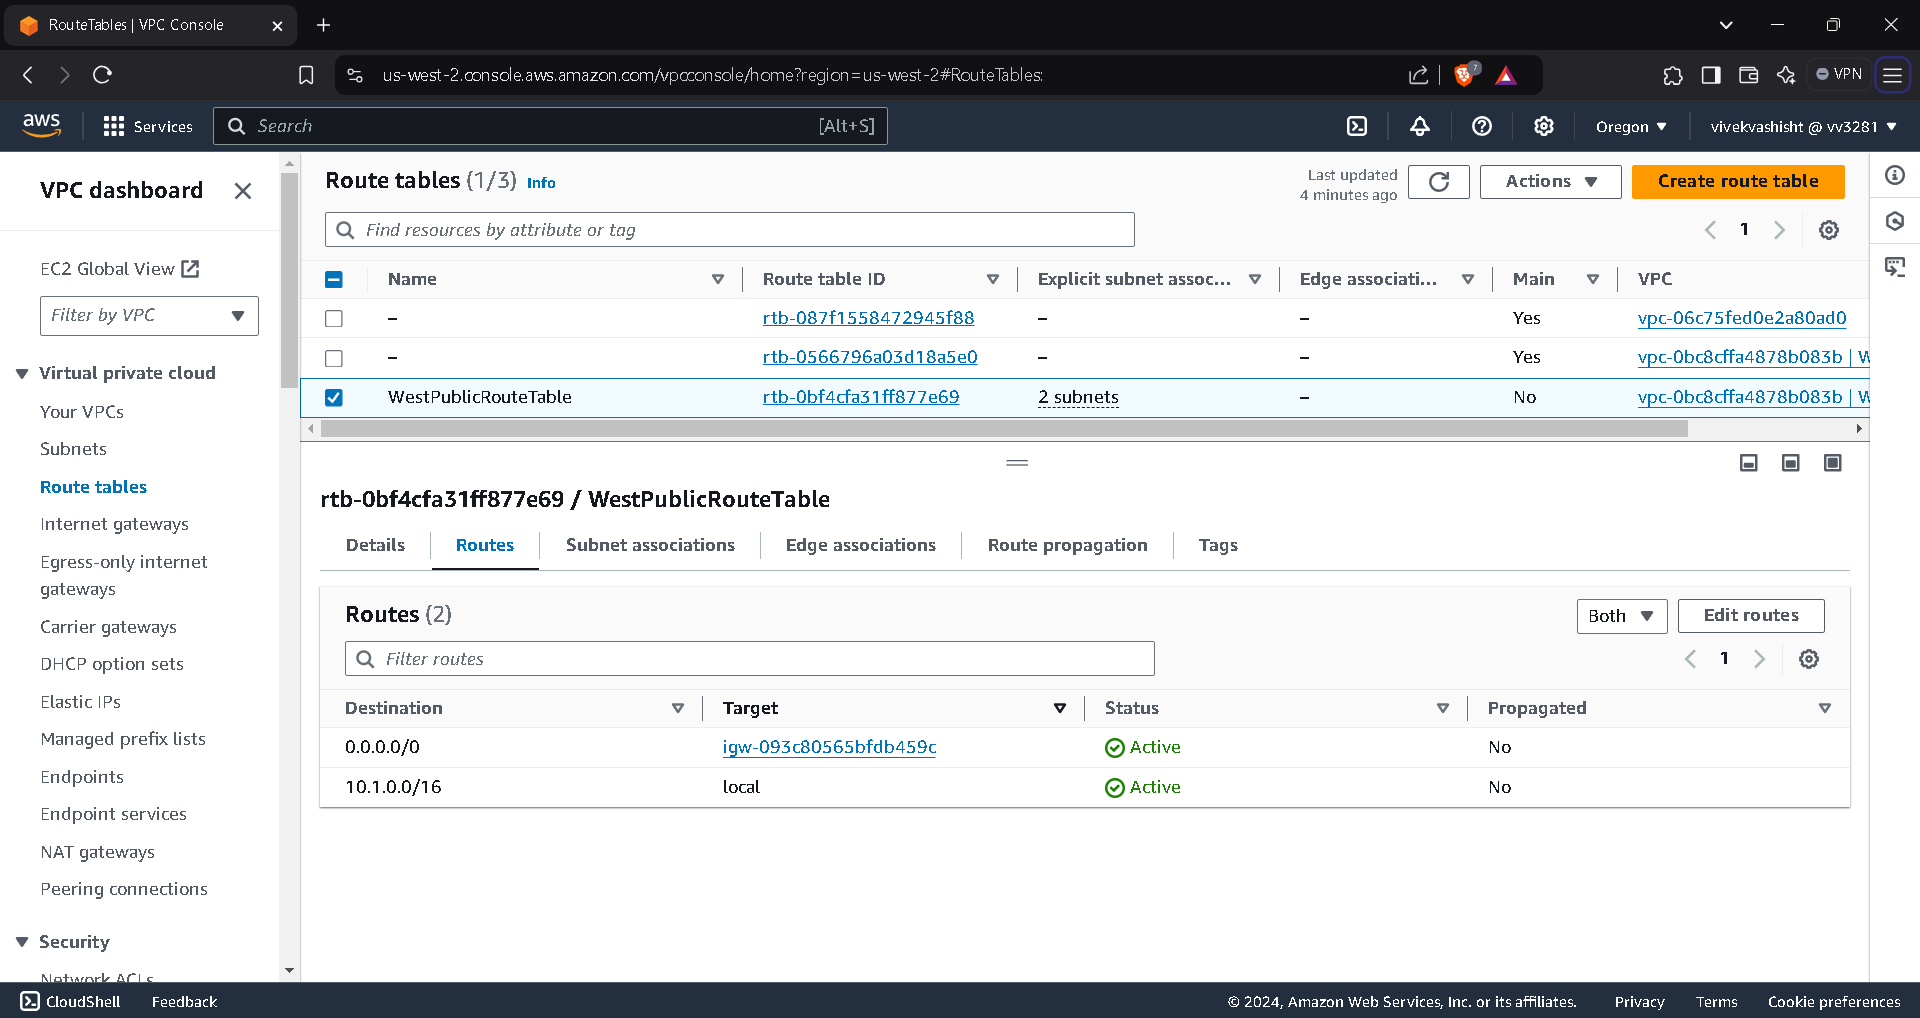 RouteTables | VPC Console
us-west-2.console.aws.amazon.com/vpcconsole/home?region=us-west-2#RouteTables:
7
VPN
aws
Services
Search
[Alt+S]
Oregon
vivekvashisht @ vv3281
VPC dashboard
EC2 Global View
Filter by VPC
Virtual private cloud
Your VPCs
Subnets
Route tables
Internet gateways
Egress-only internet
gateways
Carrier gateways
DHCP option sets
Elastic IPs
Managed prefix lists
Endpoints
Endpoint services
NAT gateways
Peering connections
Security
Network ACLs
Route tables (1/3) Info
Last updated
4 minutes ago
Actions
Create route table
Find resources by attribute or tag
1
Name Route table ID Explicit subnet assoc... Edge associati... Main VPC
– rtb-087f1558472945f88 – – Yes vpc-06c75fed0e2a80ad0
– rtb-0566796a03d18a5e0 – – Yes vpc-0bc8cffa4878b083b | W
WestPublicRouteTable rtb-0bf4cfa31ff877e69 2 subnets – No vpc-0bc8cffa4878b083b | W
rtb-0bf4cfa31ff877e69 / WestPublicRouteTable
Details Routes Subnet associations Edge associations Route propagation Tags
Routes (2)
Both
Edit routes
Filter routes
1
Destination Target Status Propagated
0.0.0.0/0 igw-093c80565bfdb459c Active No
10.1.0.0/16 local Active No
CloudShell Feedback © 2024, Amazon Web Services, Inc. or its affiliates. Privacy Terms Cookie preferences